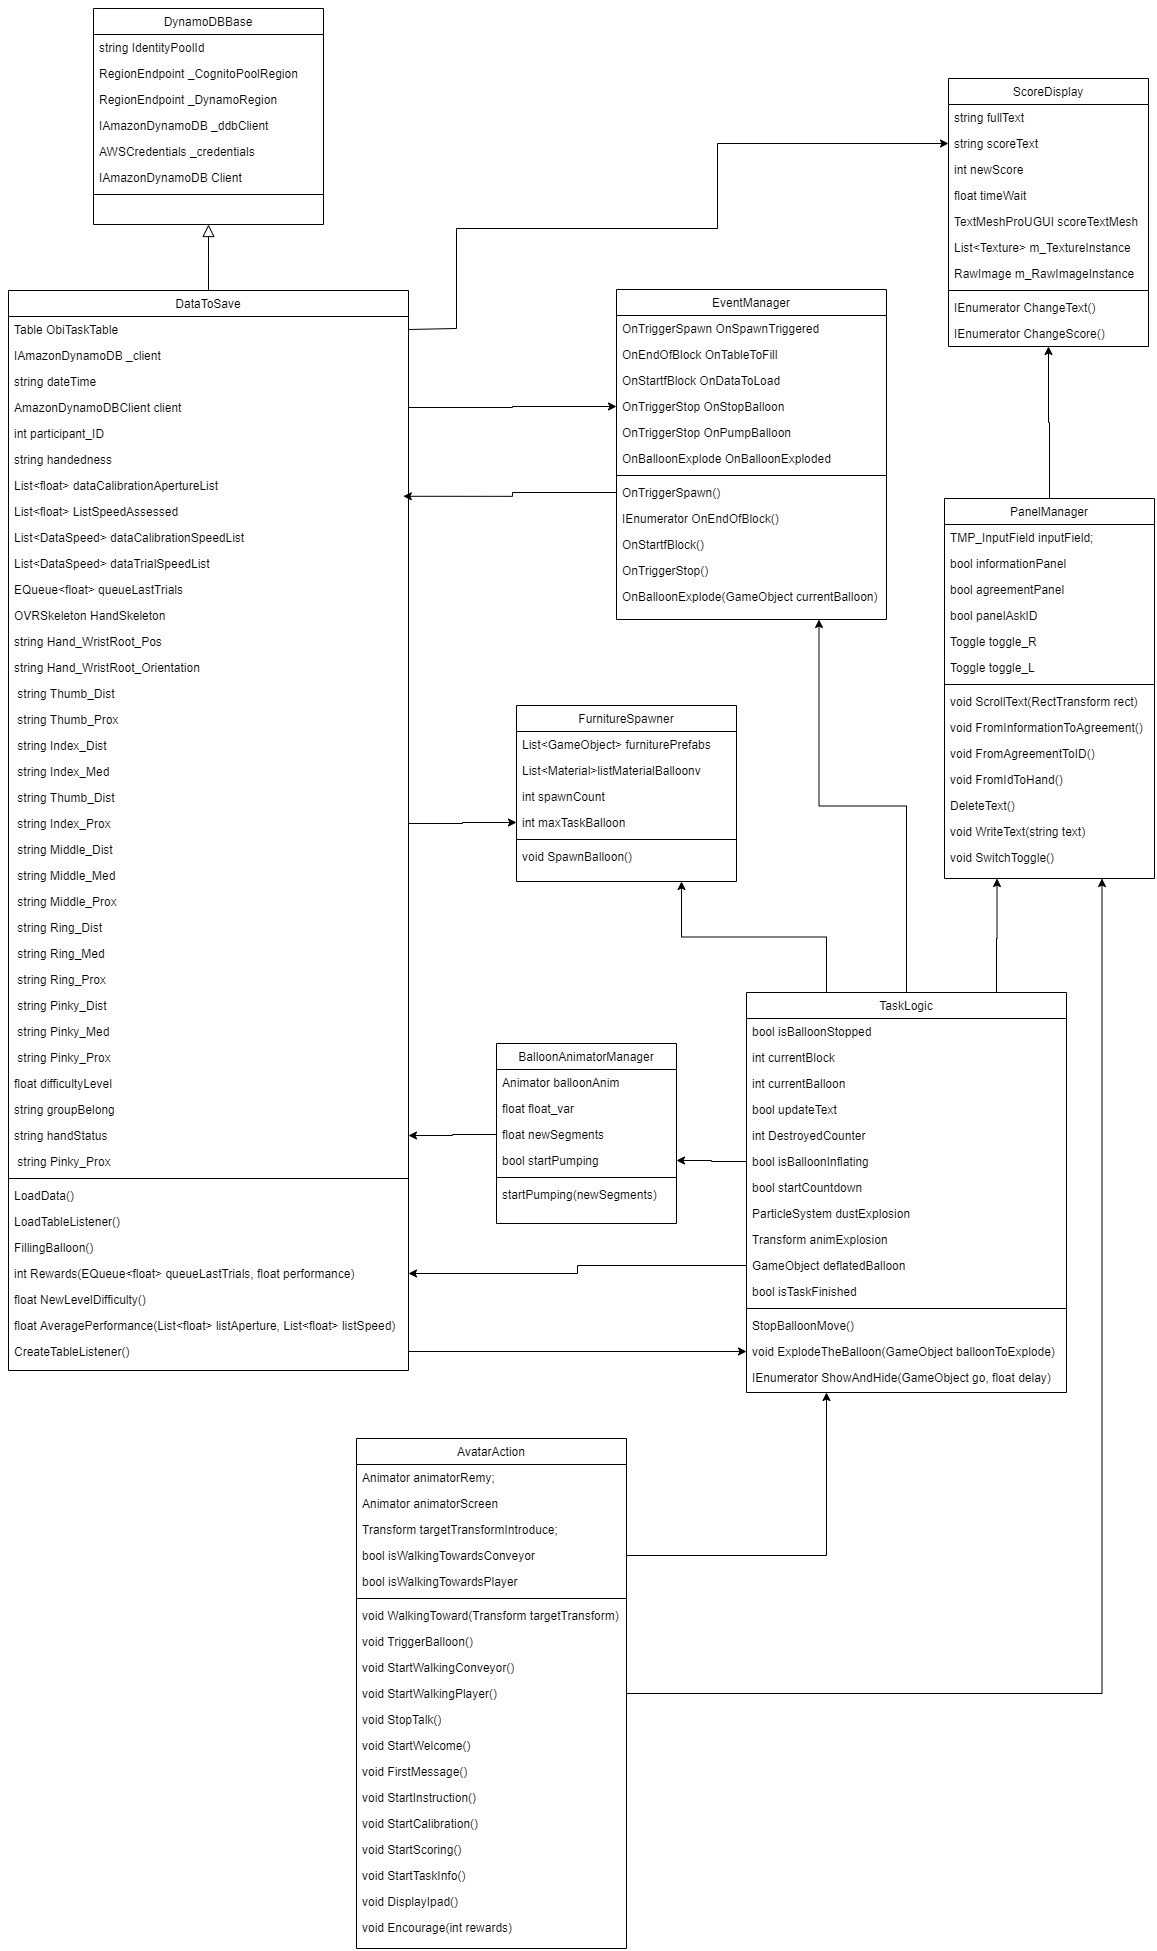 DynamoDBBase
string IdentityPoolId
RegionEndpoint _CognitoPoolRegion
RegionEndpoint _DynamoRegion
IAmazonDynamoDB _ddbClient
AWSCredentials _credentials
IAmazonDynamoDB Client
ScoreDisplay
string fullText
string scoreText
int newScore
float timeWait
TextMeshProUGUI scoreTextMesh
List<Texture> m_TextureInstance
RawImage m_RawImageInstance
IEnumerator ChangeText()
IEnumerator ChangeScore()
DataToSave
Table ObiTaskTable
IAmazonDynamoDB _client
string dateTime
AmazonDynamoDBClient client
int participant_ID
string handedness
List<float> dataCalibrationApertureList
List<float> ListSpeedAssessed
List<DataSpeed> dataCalibrationSpeedList
List<DataSpeed> dataTrialSpeedList
EQueue<float> queueLastTrials
OVRSkeleton HandSkeleton
string Hand_WristRoot_Pos
string Hand_WristRoot_Orientation
string Thumb_Dist
string Thumb_Prox
string Index_Dist
string Index_Med
string Thumb_Dist
string Index_Prox
string Middle_Dist
string Middle_Med
string Middle_Prox
string Ring_Dist
string Ring_Med
string Ring_Prox
string Pinky_Dist
string Pinky_Med
string Pinky_Prox
float difficultyLevel
string groupBelong
string handStatus
string Pinky_Prox
LoadData()
LoadTableListener()
FillingBalloon()
int Rewards(EQueue<float> queueLastTrials, float performance)
float NewLevelDifficulty()
float AveragePerformance(List<float> listAperture, List<float> listSpeed)
CreateTableListener()
EventManager
OnTriggerSpawn OnSpawnTriggered
OnEndOfBlock OnTableToFill
OnStartfBlock OnDataToLoad
OnTriggerStop OnStopBalloon
OnTriggerStop OnPumpBalloon
OnBalloonExplode OnBalloonExploded
OnTriggerSpawn()
IEnumerator OnEndOfBlock()
OnStartfBlock()
OnTriggerStop()
OnBalloonExplode(GameObject currentBalloon)
PanelManager
TMP_InputField inputField;
bool informationPanel
bool agreementPanel
bool panelAskID
Toggle toggle_R
Toggle toggle_L
void ScrollText(RectTransform rect)
void FromInformationToAgreement()
void FromAgreementToID()
void FromIdToHand()
DeleteText()
void WriteText(string text)
void SwitchToggle()
FurnitureSpawner
List<GameObject> furniturePrefabs
List<Material>listMaterialBalloonv
int spawnCount
int maxTaskBalloon
void SpawnBalloon()
TaskLogic
bool isBalloonStopped
int currentBlock
int currentBalloon
bool updateText
int DestroyedCounter
bool isBalloonInflating
bool startCountdown
ParticleSystem dustExplosion
Transform animExplosion
GameObject deflatedBalloon
bool isTaskFinished
StopBalloonMove()
void ExplodeTheBalloon(GameObject balloonToExplode)
IEnumerator ShowAndHide(GameObject go, float delay)
BalloonAnimatorManager
Animator balloonAnim
float float_var
float newSegments
bool startPumping
startPumping(newSegments)
AvatarAction
Animator animatorRemy;
Animator animatorScreen
Transform targetTransformIntroduce;
bool isWalkingTowardsConveyor
bool isWalkingTowardsPlayer
void WalkingToward(Transform targetTransform)
void TriggerBalloon()
void StartWalkingConveyor()
void StartWalkingPlayer()
void StopTalk()
void StartWelcome()
void FirstMessage()
void StartInstruction()
void StartCalibration()
void StartScoring()
void StartTaskInfo()
void DisplayIpad()
void Encourage(int rewards)